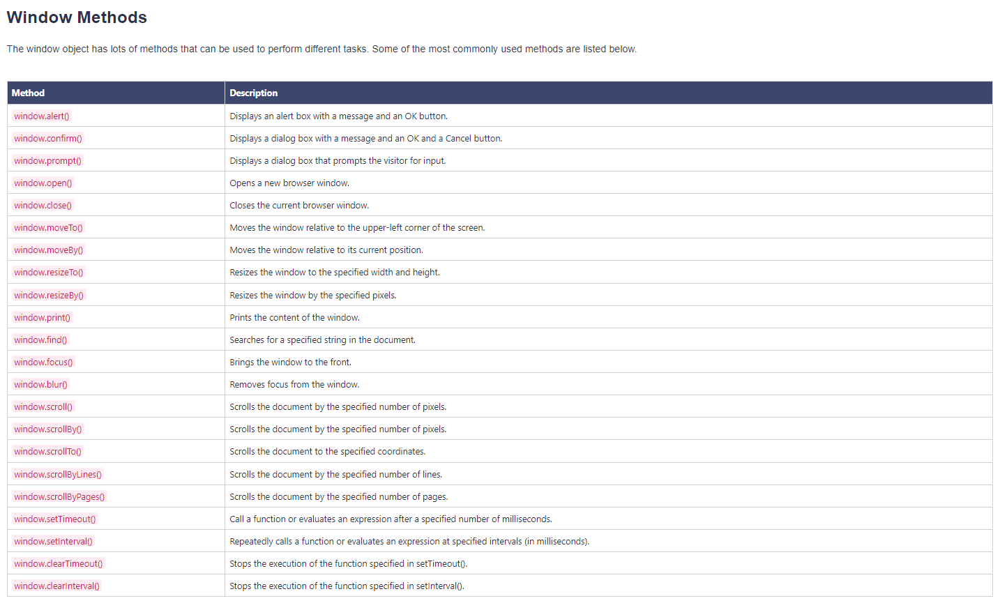 Window Methods
The window object has lots of methods that can be used to perform different tasks. Some of the most commonly used methods are listed below.
Method Description
window.alert() Displays an alert box with a message and an OK button.
window.confirm() Displays a dialog box with a message and an OK and a Cancel button.
window.prompt() Displays a dialog box that prompts the visitor for input.
window.open() Opens a new browser window.
window.close() Closes the current browser window.
window.moveTo() Moves the window relative to the upper-left corner of the screen.
window.moveBy() Moves the window relative to its current position.
window.resizeTo() Resizes the window to the specified width and height.
window.resizeBy() Resizes the window by the specified pixels.
window.print() Prints the content of the window.
window.find() Searches for a specified string in the document.
window.focus() Brings the window to the front.
window.blur() Removes focus from the window.
window.scroll() Scrolls the document by the specified number of pixels.
window.scrollBy() Scrolls the document by the specified number of pixels.
window.scrollTo() Scrolls the document to the specified coordinates.
window.scrollByLines() Scrolls the document by the specified number of lines.
window.scrollByPages() Scrolls the document by the specified number of pages.
window.setTimeout() Call a function or evaluates an expression after a specified number of milliseconds.
window.setInterval() Repeatedly calls a function or evaluates an expression at specified intervals (in milliseconds).
window.clearTimeout() Stops the execution of the function specified in setTimeout().
window.clearInterval() Stops the execution of the function specified in setInterval().